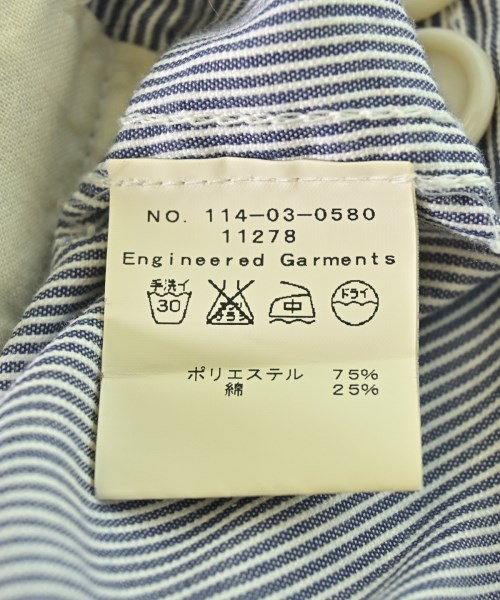 NO. 114-03-0580
11278
Engineered Garments
手洗イ
30 中 ドライ
ポリエステル 75%
綿 25%